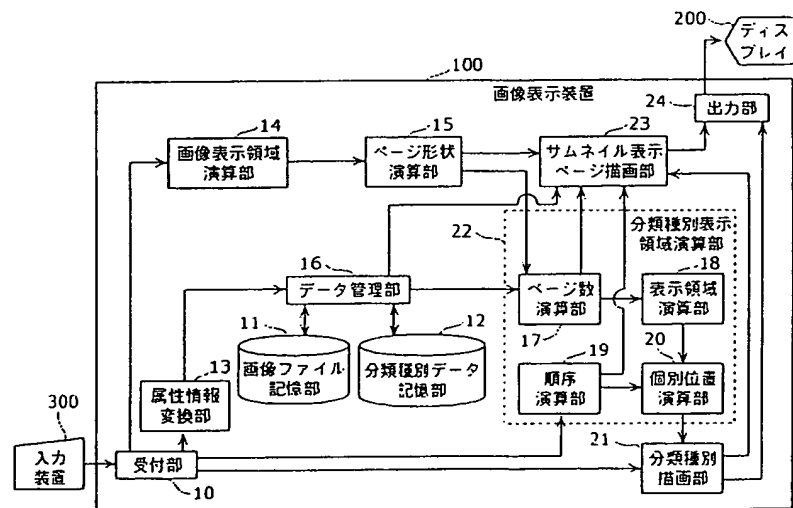 200
ディス
プレイ
100
画像表示装置
24
出力部
14
画像表示領域
演算部
15
ページ形状
演算部
23
サムネイル表示
ページ描画部
22
分類種別表示
領域演算部
16
データ管理部
ページ数
演算部
17
18
表示領域
演算部
11
画像ファイル
記憶部
12
分類種別データ
記憶部
13
属性情報
変換部
19
順序
演算部
20
個別位置
演算部
300
入力
装置
受付部
10
21
分類種別
描画部